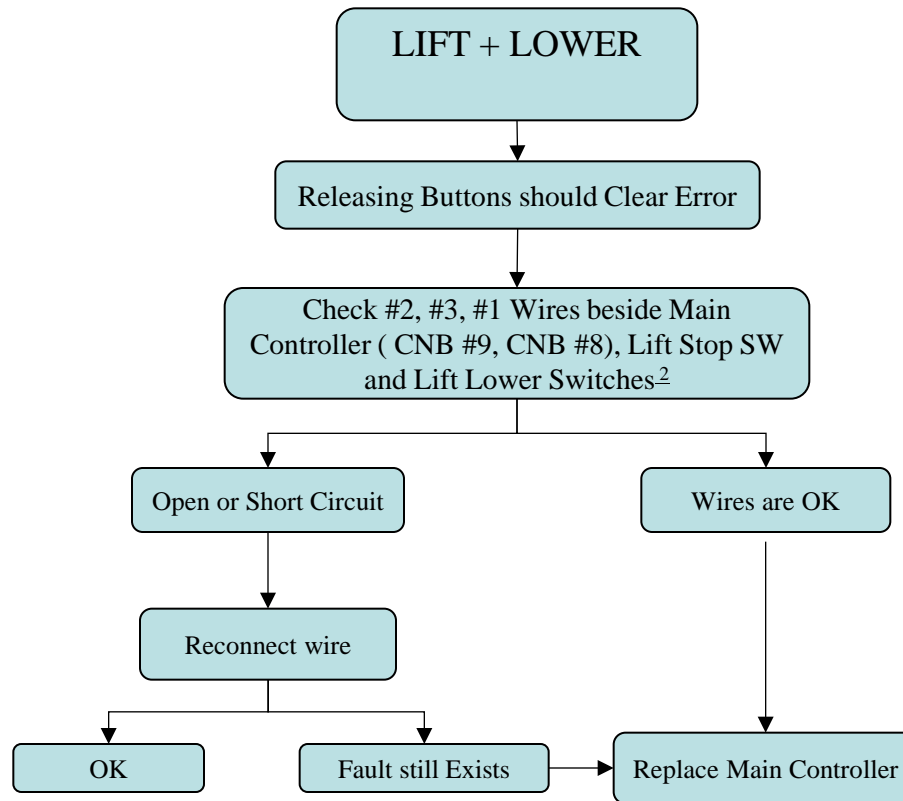 LIFT + LOWER
Releasing Buttons should Clear Error
Check #2, #3, #1 Wires beside Main
Controller ( CNB #9, CNB #8), Lift Stop SW
and Lift Lower Switches 2
Open or Short Circuit
Wires are OK
Reconnect wire
OK
Fault still Exists
Replace Main Controller